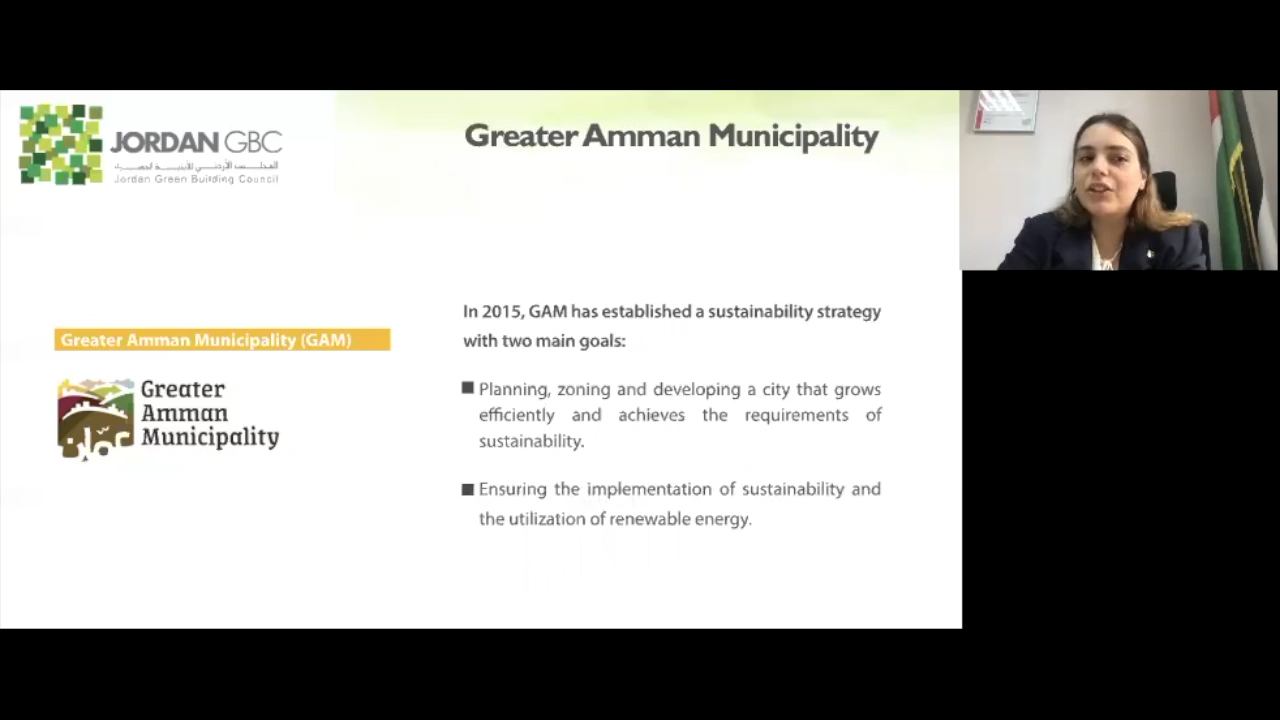 JORDAN GBC
المجلس الأردني للأبنية الخضراء
Jordan Green Building Council
Greater Amman Municipality
Greater Amman Municipality (GAM)
Greater
Amman
Municipality
عمان
In 2015, GAM has established a sustainability strategy
with two main goals:
Planning, zoning and developing a city that grows
efficiently and achieves the requirements of
sustainability.
Ensuring the implementation of sustainability and
the utilization of renewable energy.